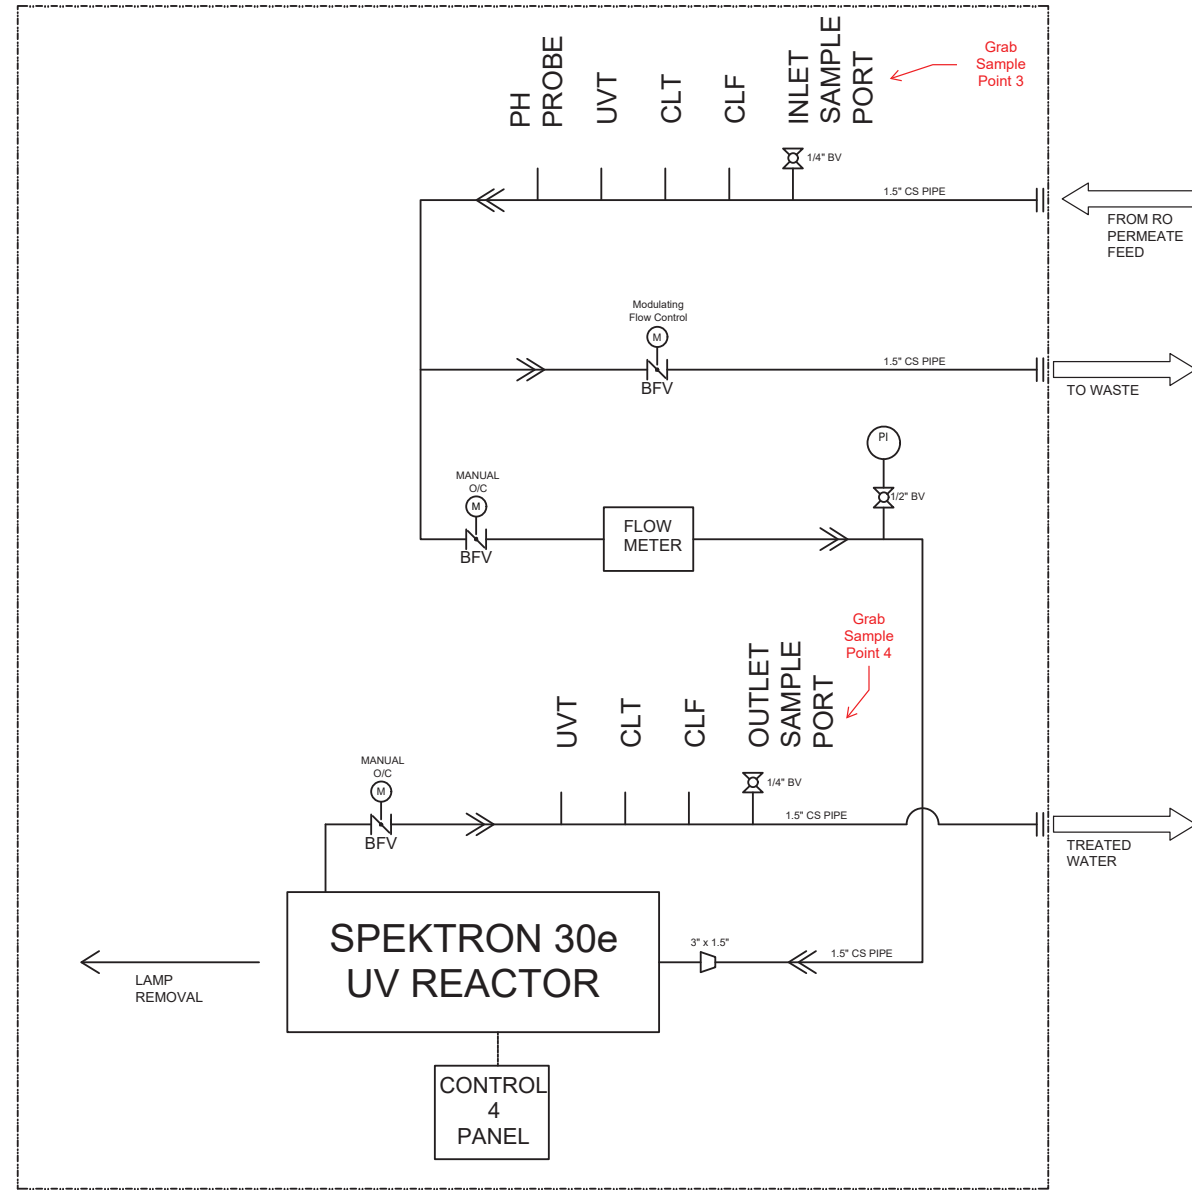 Grab
Sample
Point 3
PH
PROBE
UVT
CLT
CLF
INLET
SAMPLE
PORT
1/4" BV
1.5" CS PIPE
FROM RO
PERMEATE
FEED
Modulating
Flow Control
M
BFV
1.5" CS PIPE
TO WASTE
PI
1/2" BV
MANUAL
O/C
M
BFV
FLOW
METER
Grab
Sample
Point 4
UVT
CLT
CLF
OUTLET
SAMPLE
PORT
1/4" BV
MANUAL
O/C
M
BFV
1.5" CS PIPE
TREATED
WATER
SPEKTRON 30e
UV REACTOR
3" x 1.5"
1.5" CS PIPE
LAMP
REMOVAL
CONTROL
4
PANEL